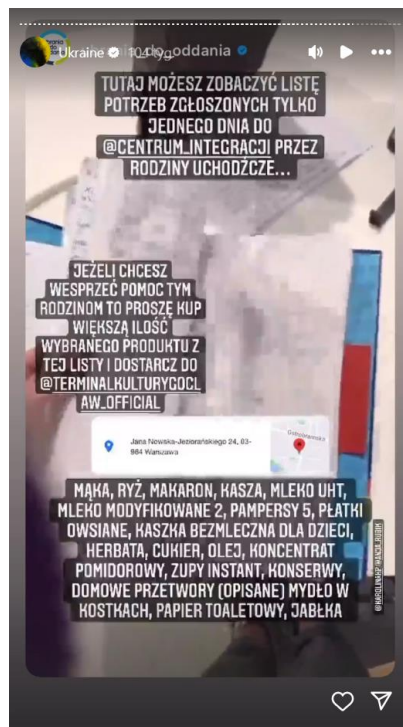 Ukraine 104 tyg.
do_oddania
TUTAJ MOŻESZ ZOBACZYĆ LISTĘ
POTRZEB ZGŁOSZONYCH TYLKO
JEDNEGO DNIA DO
@CENTRUM_INTEGRACJI PRZEZ
RODZINY UCHODŹCZE...
JEŻELI CHCESZ
WESPRZEĆ POMOC TYM
RODZINOM TO PROSZĘ KUP
WIĘKSZĄ ILOŚĆ
WYBRANEGO PRODUKTU Z
TEJ LISTY I DOSTARCZ DO
@TERMINALKULTURYGOCL
AW_OFFICIAL
Jana Nowaka-Jeziorańskiego 24, 03-
984 Warszawa
MĄKA, RYŻ, MAKARON, KASZA, MLEKO UHT,
MLEKO MODYFIKOWANE 2, PAMPERSY 5, PŁATKI
OWSIANE, KASZKA BEZMLECZNA DLA DZIECI,
HERBATA, CUKIER, OLEJ, KONCENTRAT
POMIDOROWY, ZUPY INSTANT, KONSERWY,
DOMOWE PRZETWORY (OPISANE) MYDŁO W
KOSTKACH, PAPIER TOALETOWY, JABŁKA